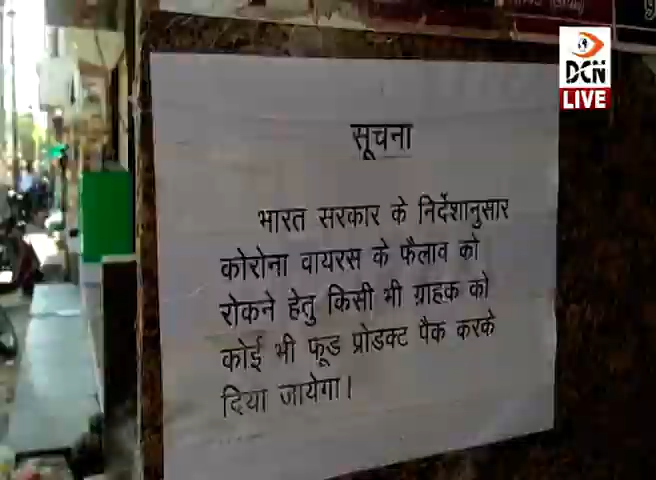 DCN
LIVE
सूचना
भारत सरकार के निर्देशानुसार
कोरोना वायरस के फैलाव को
रोकने हेतु किसी भी ग्राहक को
कोई भी फूड प्रोडक्ट पैक करके
दिया जायेगा।